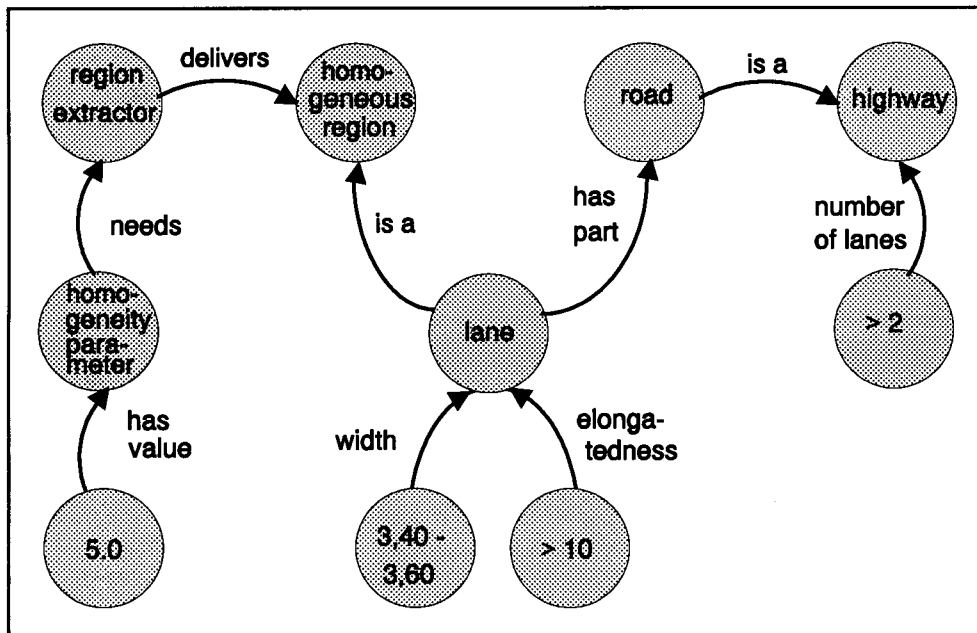 delivers
region
extractor
homo-
geneous
region
is a
road
highway
needs
is a
has
part
number
of lanes
homo-
geneity
para-
meter
lane
> 2
has
value
width
elonga-
tedness
5.0
3,40 -
3,60
> 10